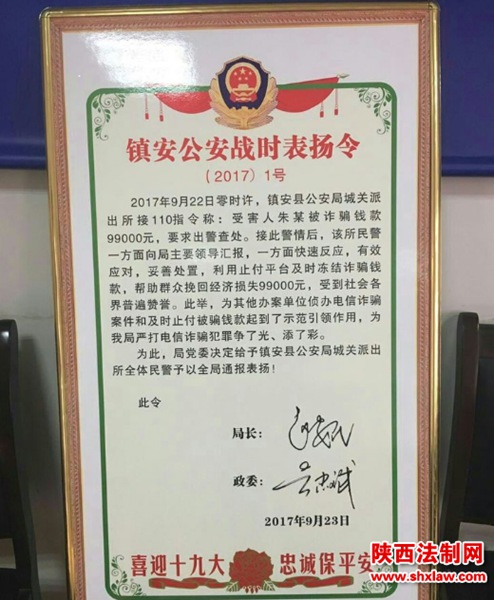 镇安公安战时表扬令
（2017）1号
2017年9月22日零时许，镇安县公安局城关派
出所接110指令称：受害人朱某被诈骗钱款
99000元，要求出警查处。接此警情后，该所民警
一方面向局主要领导汇报，一方面快速反应，有效
应对，妥善处置，利用止付平台及时冻结诈骗钱
款，帮助群众挽回经济损失99000元，受到社会各
界普遍赞誉。此举，为其他办案单位侦办电信诈骗
案件和及时止付被骗钱款起到了示范引领作用，为
我局严打电信诈骗犯罪争了光、添了彩。
为此，局党委决定给予镇安县公安局城关派出
所全体民警予以全局通报表扬！
此令
局长：
政委：
2017年9月23日
喜迎十九大 忠诚保平安
陕西法制网
www.shxlaw.com